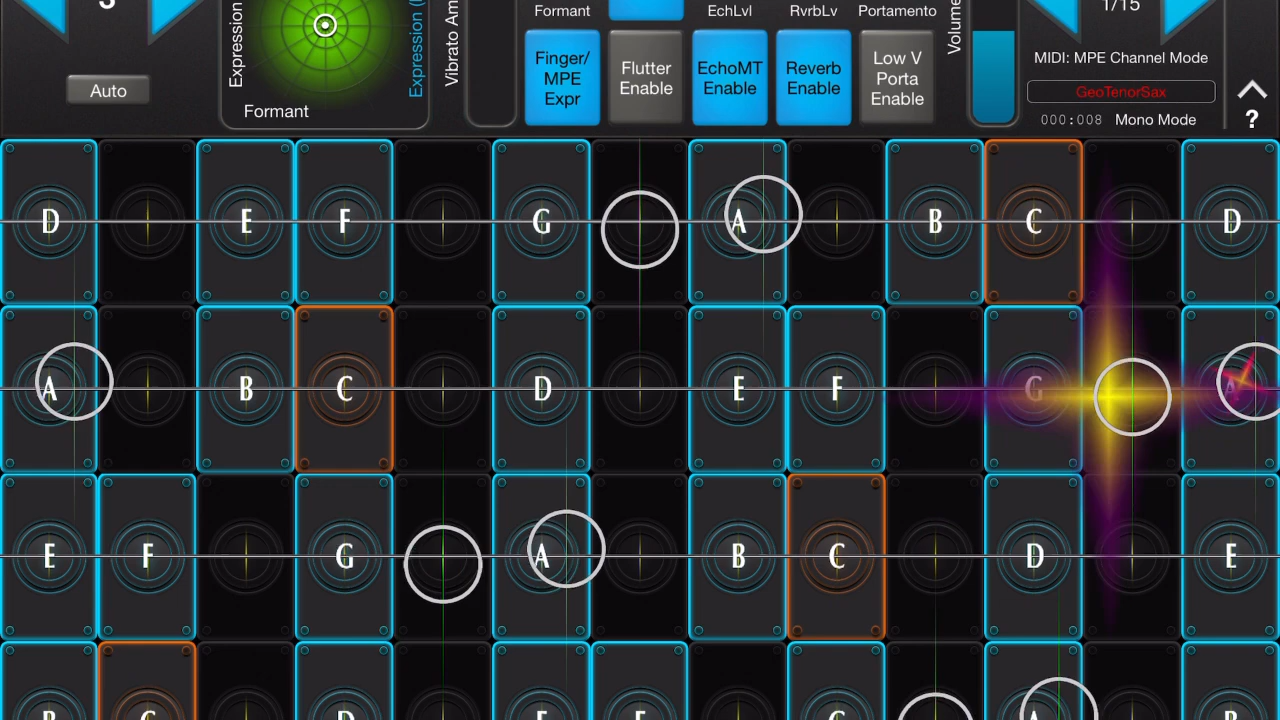 3
Auto
Expression
Formant
Expression (
Vibrato Am
Formant
EchLvl
RvrbLv
Portamento
Finger/
MPE
Expr
Flutter
Enable
EchoMT
Enable
Reverb
Enable
Low V
Porta
Enable
Volume
1/15
MIDI: MPE Channel Mode
GeoTenorSax
000:008 Mono Mode
?
D E F G A B C D
A B C D E F G A
E F G A B C D E
B C D E F G A B